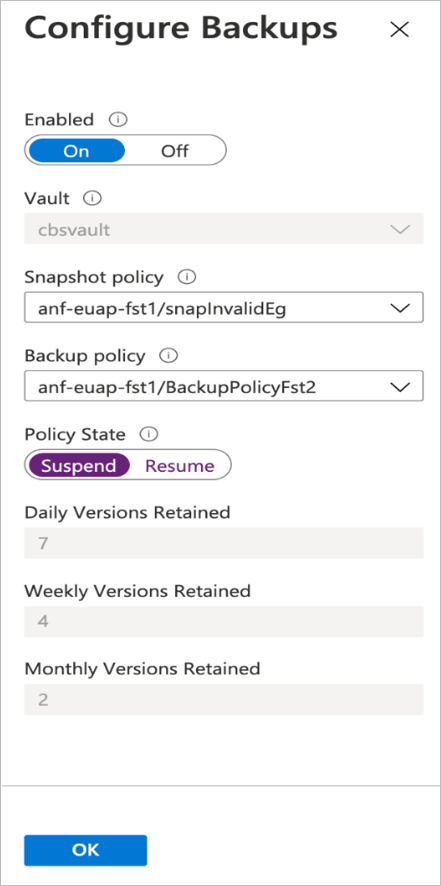 Configure Backups
Enabled
On Off
Vault
cbsvault
Snapshot policy
anf-euap-fst1/snapInvalidEg
Backup policy
anf-euap-fst1/BackupPolicyFst2
Policy State
Suspend Resume
Daily Versions Retained
7
Weekly Versions Retained
4
Monthly Versions Retained
2
OK